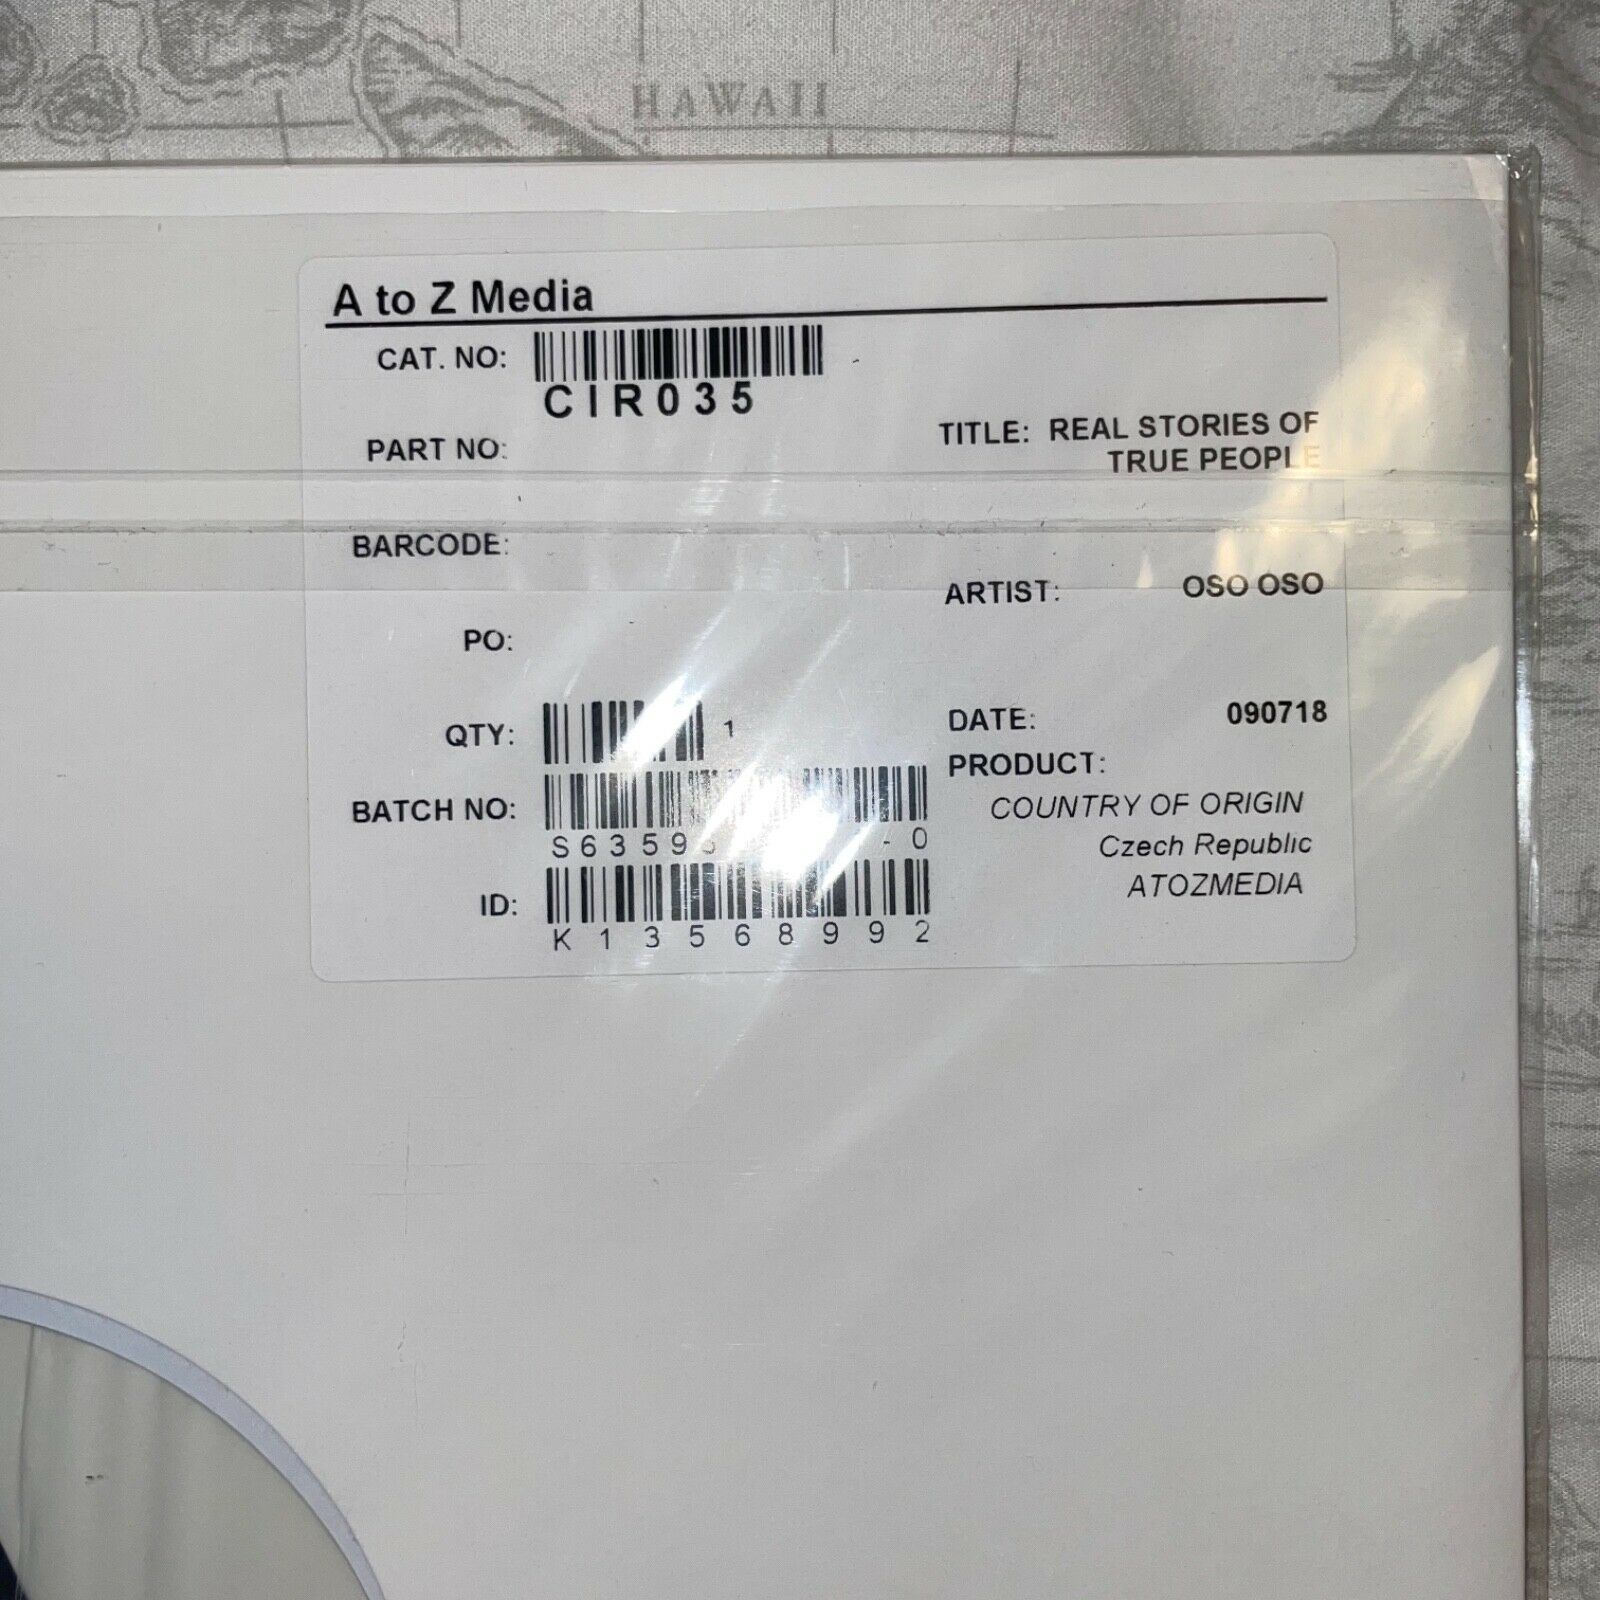 HAWAII
A to Z Media
CAT. NO:
CIR035
PART NO:
TITLE: REAL STORIES OF
TRUE PEOPLE
BARCODE:
ARTIST: OSO OSO
PO:
QTY: 1
DATE: 090718
PRODUCT:
COUNTRY OF ORIGIN
Czech Republic
ATOZMEDIA
BATCH NO:
ID:
K13568992